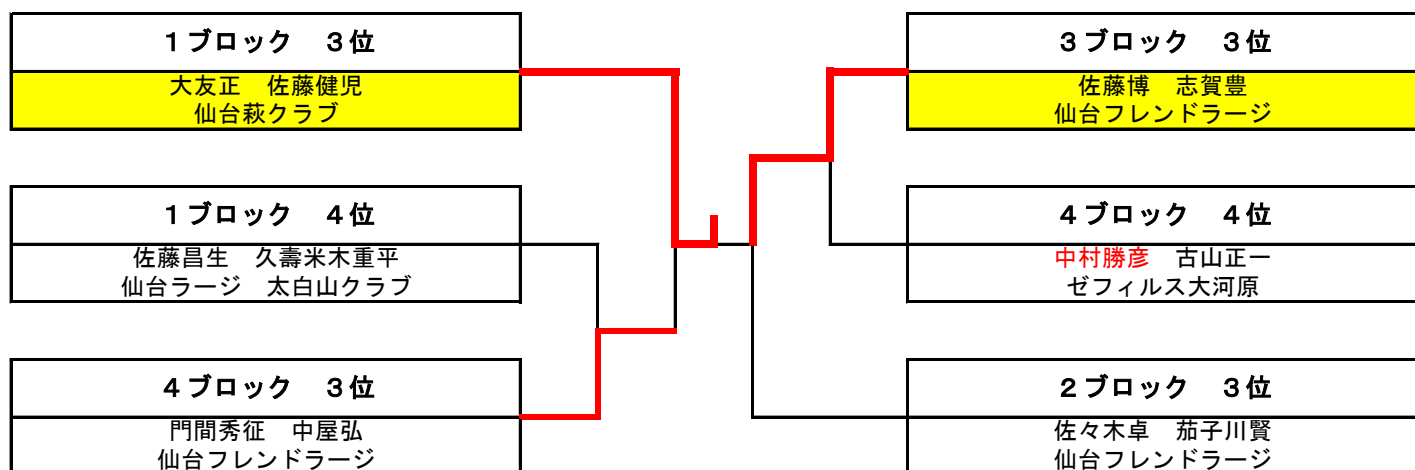 １ブロック　３位
大友正　佐藤健児
仙台萩クラブ
１ブロック　４位
佐藤昌生　久壽米木重平
仙台ラージ　太白山クラブ
４ブロック　３位
門間秀征　中屋弘
仙台フレンドラージ
３ブロック　３位
佐藤博　志賀豊
仙台フレンドラージ
４ブロック　４位
中村勝彦　古山正一
ゼフィルス大河原
２ブロック　３位
佐々木卓　茄子川賢
仙台フレンドラージ